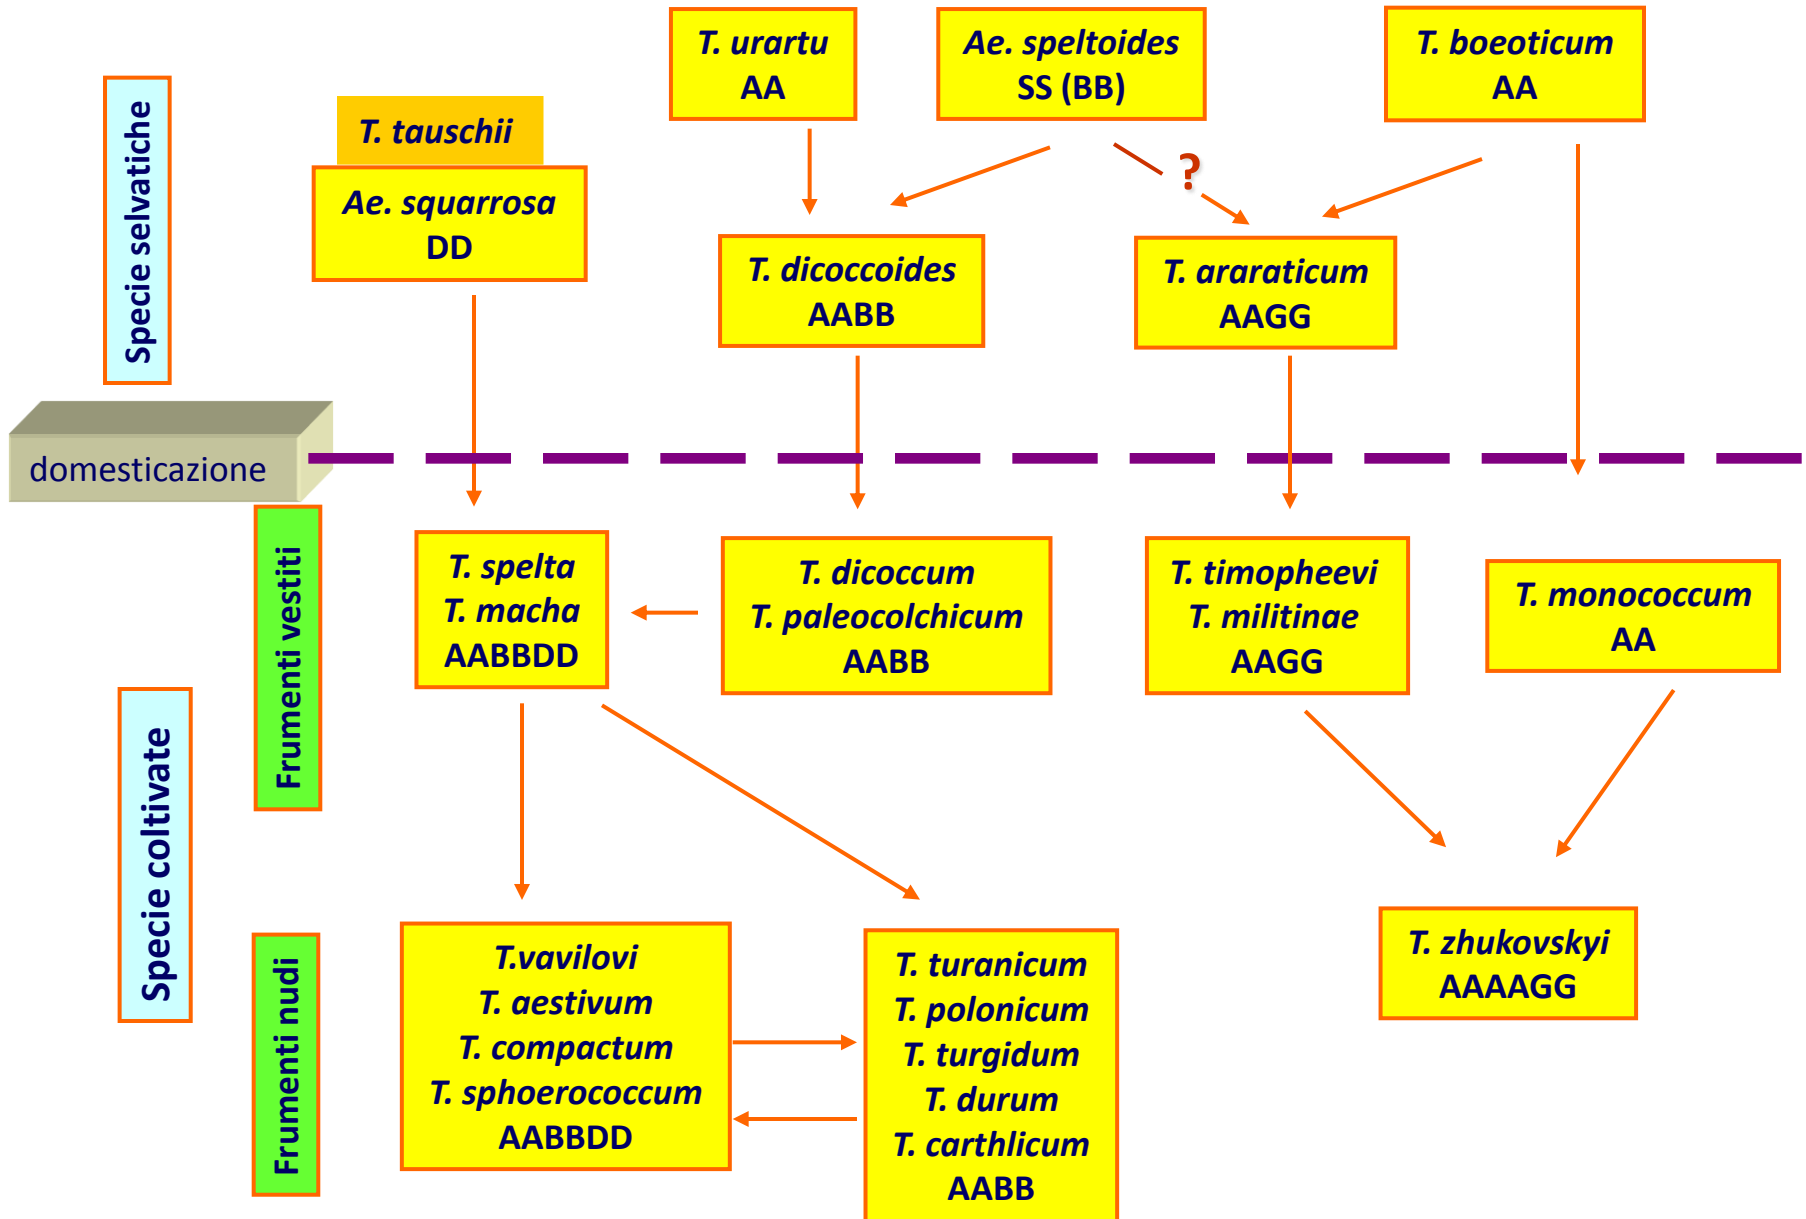 T. urartu
AA
Ae. speltoides
SS (BB)
T. boeoticum
AA
Specie selvatiche
T. tauschii
Ae. squarrosa
DD
?
T. dicoccoides
AABB
T. araraticum
AAGG
domesticazione
Frumenti vestiti
T. spelta
T. macha
AABBDD
T. dicoccum
T. paleocolchicum
AABB
T. timopheevi
T. militinae
AAGG
T. monococcum
AA
Specie coltivate
Frumenti nudi
T.vavilovi
T. aestivum
T. compactum
T. sphoerococcum
AABBDD
T. turanicum
T. polonicum
T. turgidum
T. durum
T. carthlicum
AABB
T. zhukovskyi
AAAAGG